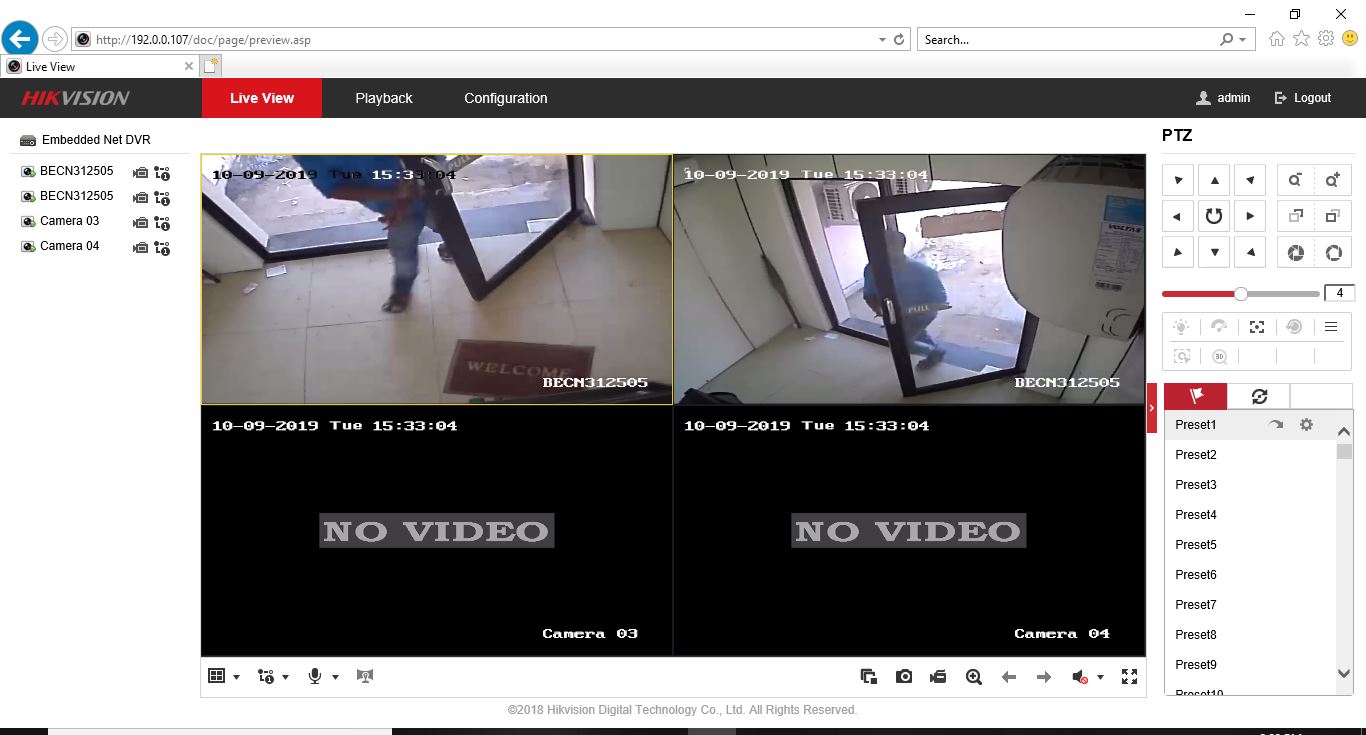 http://192.0.0.107/doc/page/preview.asp
Search...
Live View
HIKVISION
Live View
Playback
Configuration
admin
Logout
Embedded Net DVR
BECN312505
BECN312505
Camera 03
Camera 04
10-09-2019 Tue 15:33:04
PULL
WELCOME
BECN312505
10-09-2019 Tue 15:33:04
VOLTAS
PULL
BECN312505
10-09-2019 Tue 15:33:04
NO VIDEO
Camera 03
10-09-2019 Tue 15:33:04
NO VIDEO
Camera 04
PTZ
4
3D
Preset1
Preset2
Preset3
Preset4
Preset5
Preset6
Preset7
Preset8
Preset9
Preset10
©2018 Hikvision Digital Technology Co., Ltd. All Rights Reserved.